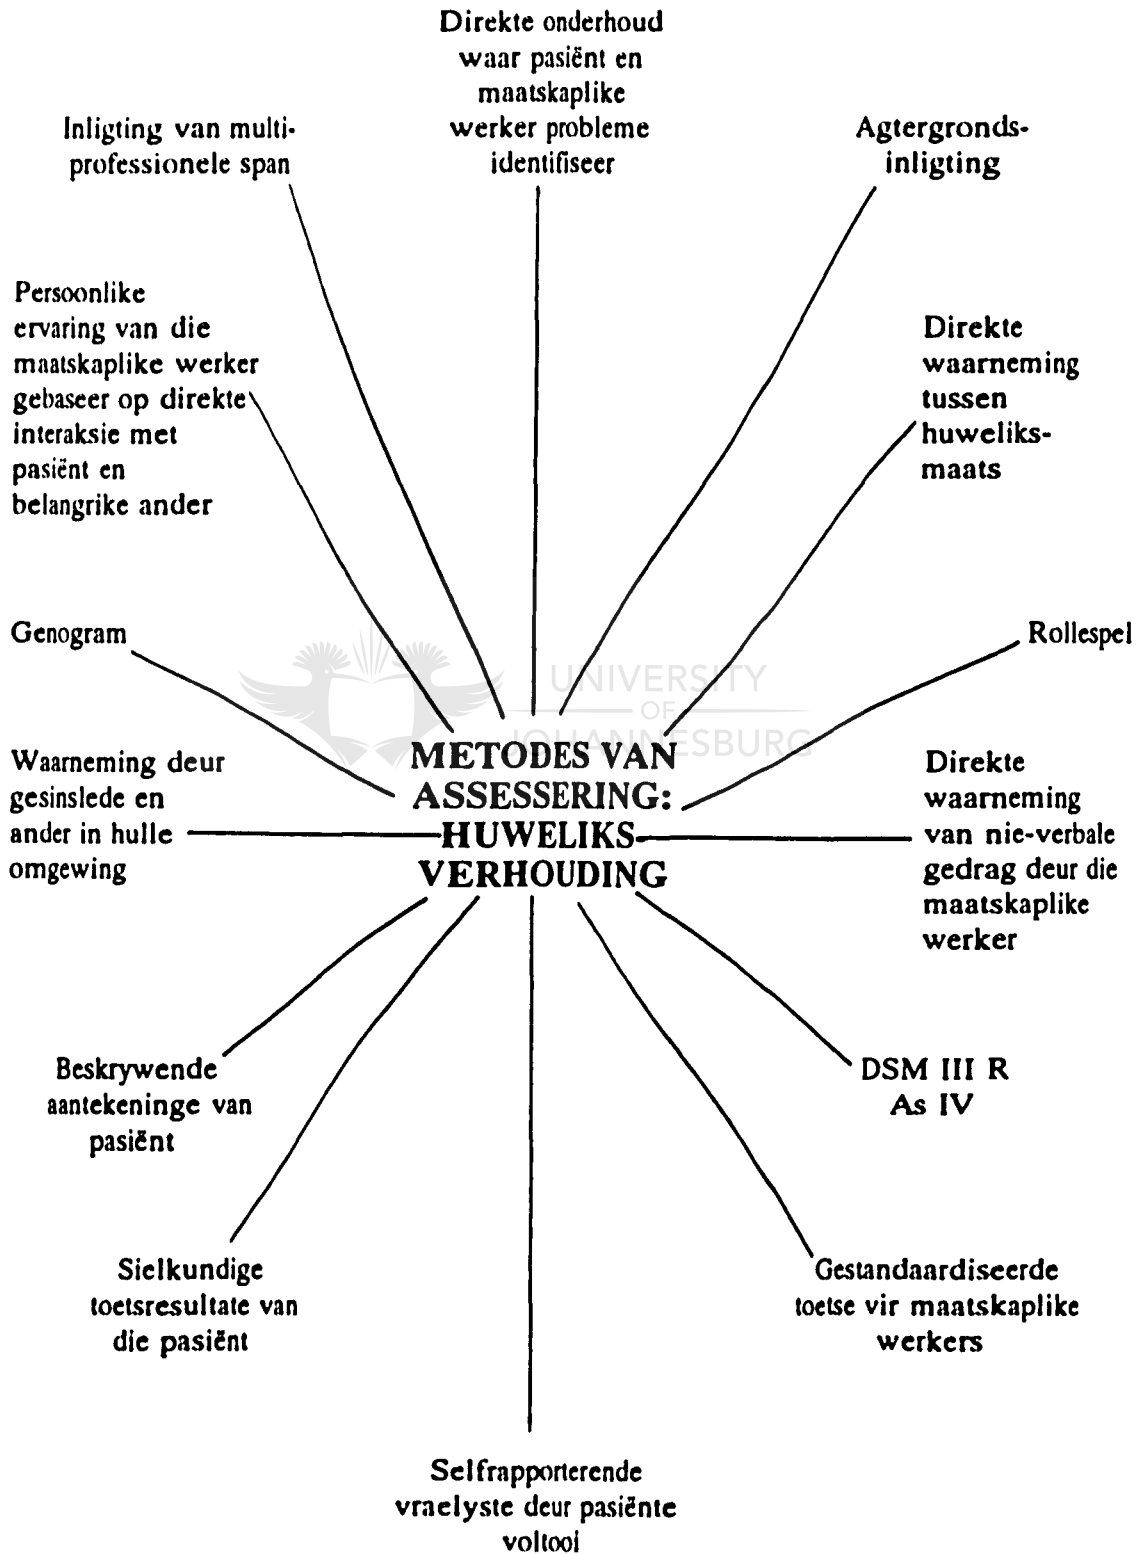 Direkte onderhoud
waar pasiënt en
maatskaplike
werker probleme
identifiseer
Inligting van multi-
professionele span
Agtergronds-
inligting
Persoonlike
ervaring van die
maatskaplike werker
gebaseer op direkte
interaksie met
pasiënt en
belangrike ander
Direkte
waarneming
tussen
huweliks-
maats
Genogram
Rollespel
UNIVERSITY
OF
JOHANNESBURG
METODES VAN
ASSESSERING:
HUWELIKS
VERHOUDING
Waarneming deur
gesinslede en
ander in hulle
omgewing
Direkte
waarneming
van nie-verbale
gedrag deur die
maatskaplike
werker
Beskrywende
aantekeninge van
pasiënt
DSM III R
As IV
Sielkundige
toetsresultate van
die pasiënt
Gestandaardiseerde
toetse vir maatskaplike
werkers
Selfrapporterende
vraelyste deur pasiënte
voltooi